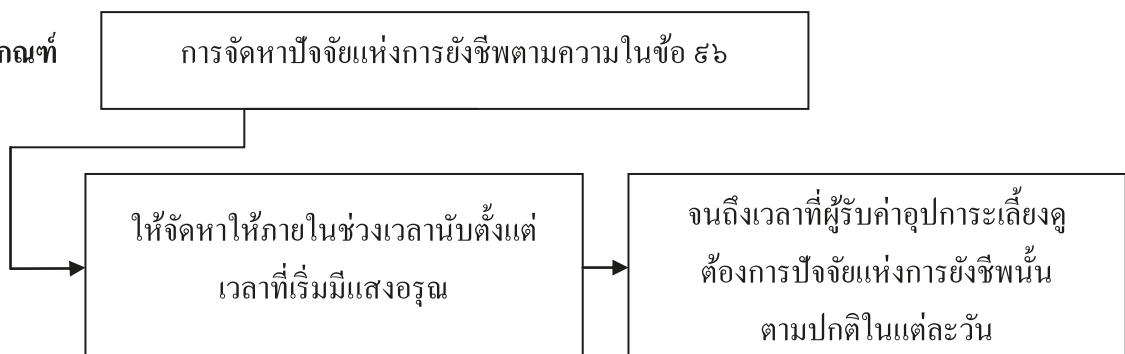 กณฑ์
การจัดหาปัจจัยแห่งการยังชีพตามความในข้อ ๙๖
ให้จัดหาให้ภายในช่วงเวลานับตั้งแต่
เวลาที่เริ่มมีแสงอรุณ
จนถึงเวลาที่ผู้รับค่าอุปการะเลี้ยงดู
ต้องการปัจจัยแห่งการยังชีพนั้น
ตามปกติในแต่ละวัน